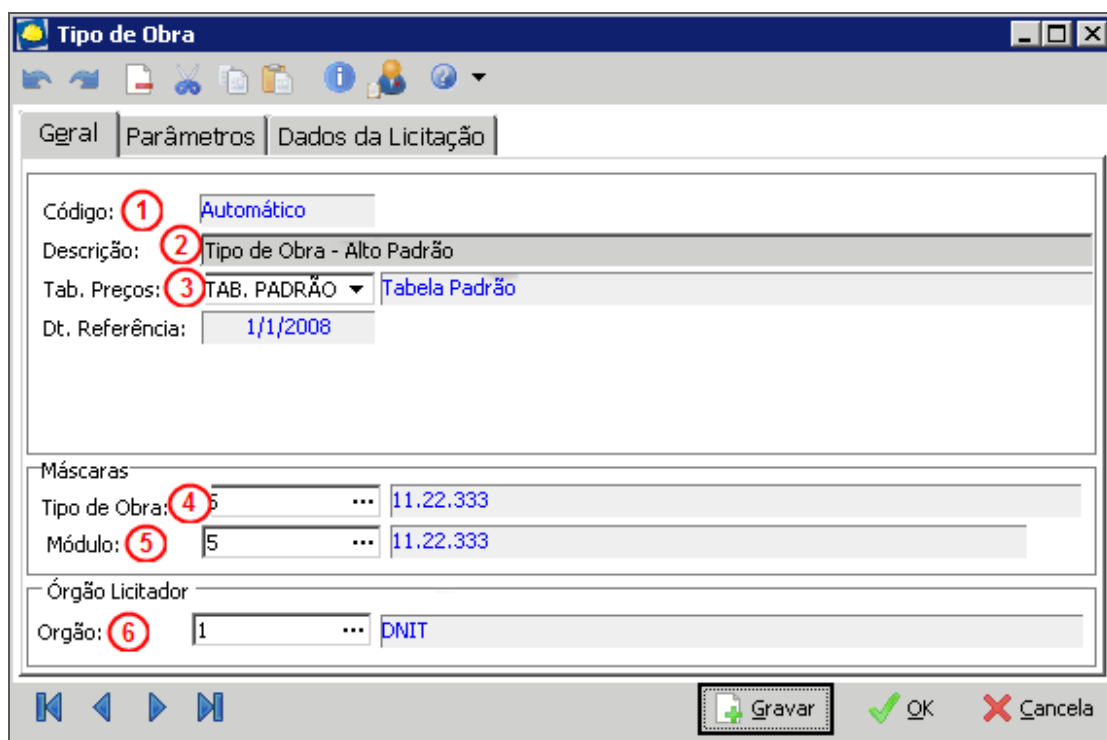 Tipo de Obra
Geral Parâmetros Dados da Licitação
Código: 1 Automático
Descrição: 2 Tipo de Obra - Alto Padrão
Tab. Preços: 3 TAB. PADRÃO Tabela Padrão
Dt. Referência: 1/1/2008
Máscaras
Tipo de Obra: 4 5 ... 11.22.333
Módulo: 5 5 ... 11.22.333
Órgão Licitador
Orgão: 6 1 ... DNIT
Gravar OK Cancela